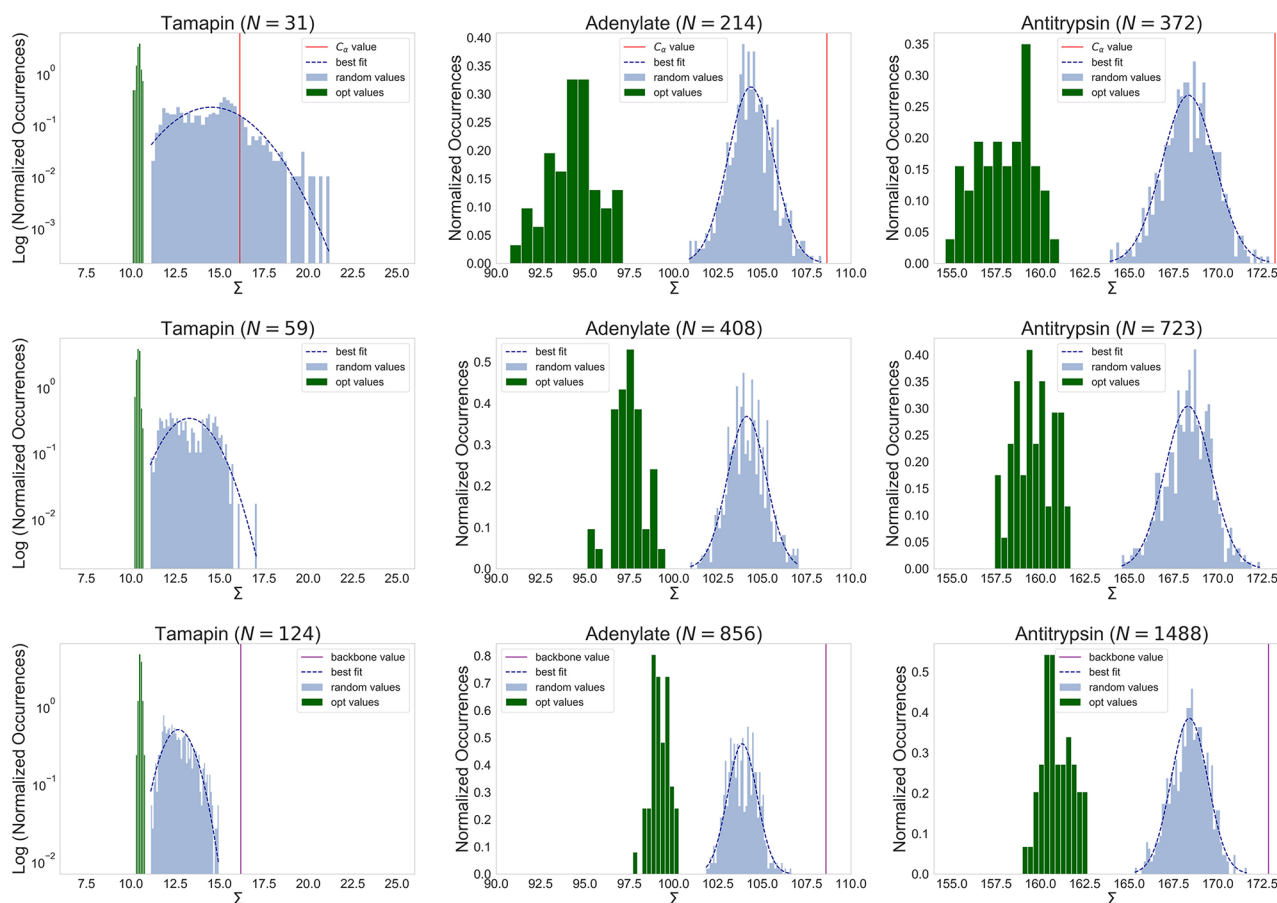 Tamapin (N = 31)
Log (Normalized Occurrences)
10⁰
10⁻¹
10⁻²
10⁻³
Cα value
best fit
random values
opt values
7.5 10.0 12.5 15.0 17.5 20.0 22.5 25.0
Σ
Adenylate (N = 214)
Normalized Occurrences
0.40
0.35
0.30
0.25
0.20
0.15
0.10
0.05
0.00
Cα value
best fit
random values
opt values
90.0 92.5 95.0 97.5 100.0 102.5 105.0 107.5 110.0
Σ
Antitrypsin (N = 372)
Normalized Occurrences
0.35
0.30
0.25
0.20
0.15
0.10
0.05
0.00
Cα value
best fit
random values
opt values
155.0 157.5 160.0 162.5 165.0 167.5 170.0 172.5
Σ
Tamapin (N = 59)
Log (Normalized Occurrences)
10⁰
10⁻¹
10⁻²
best fit
random values
opt values
7.5 10.0 12.5 15.0 17.5 20.0 22.5 25.0
Σ
Adenylate (N = 408)
Normalized Occurrences
0.5
0.4
0.3
0.2
0.1
0.0
best fit
random values
opt values
90.0 92.5 95.0 97.5 100.0 102.5 105.0 107.5 110.0
Σ
Antitrypsin (N = 723)
Normalized Occurrences
0.40
0.35
0.30
0.25
0.20
0.15
0.10
0.05
0.00
best fit
random values
opt values
155.0 157.5 160.0 162.5 165.0 167.5 170.0 172.5
Σ
Tamapin (N = 124)
Log (Normalized Occurrences)
10⁰
10⁻¹
10⁻²
backbone value
best fit
random values
opt values
7.5 10.0 12.5 15.0 17.5 20.0 22.5 25.0
Σ
Adenylate (N = 856)
Normalized Occurrences
0.8
0.7
0.6
0.5
0.4
0.3
0.2
0.1
0.0
backbone value
best fit
random values
opt values
90.0 92.5 95.0 97.5 100.0 102.5 105.0 107.5 110.0
Σ
Antitrypsin (N = 1488)
Normalized Occurrences
0.5
0.4
0.3
0.2
0.1
0.0
backbone value
best fit
random values
opt values
155.0 157.5 160.0 162.5 165.0 167.5 170.0 172.5
Σ